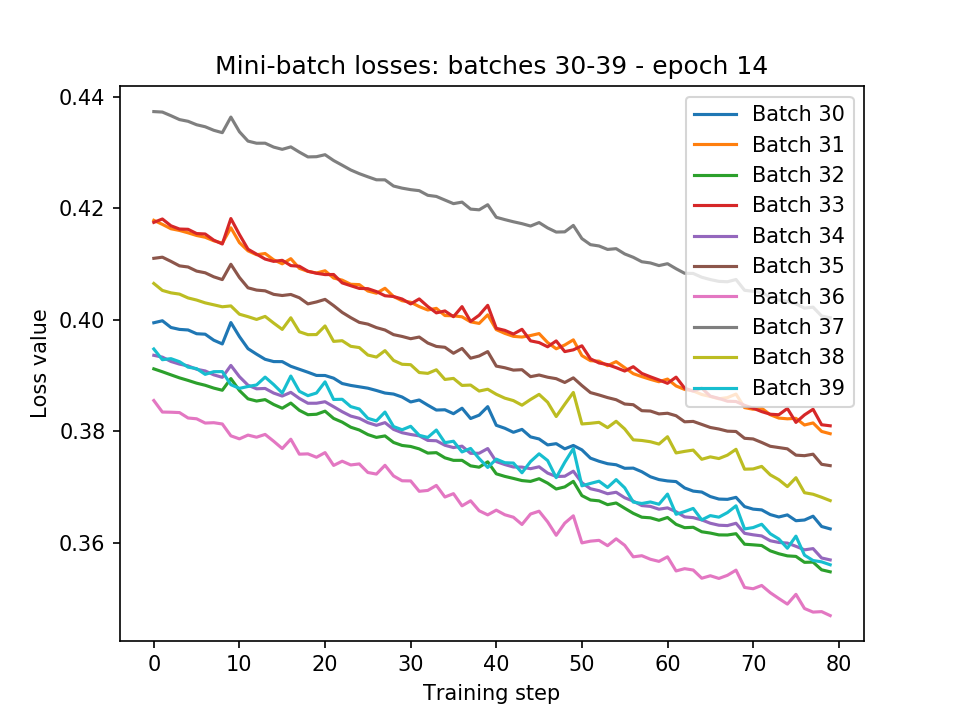 Mini-batch losses: batches 30-39 - epoch 14
0.44
0.42
0.40
0.38
0.36
Loss value
0
10
20
30
40
50
60
70
80
Training step
Batch 30
Batch 31
Batch 32
Batch 33
Batch 34
Batch 35
Batch 36
Batch 37
Batch 38
Batch 39